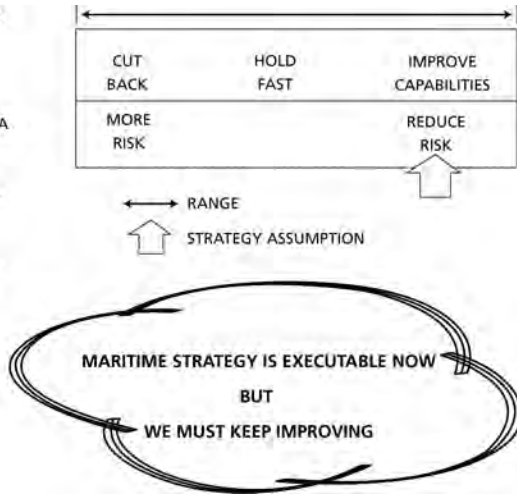 CUT HOLD IMPROVE
BACK FAST CAPABILITIES
A
MORE REDUCE
RISK RISK
RANGE
STRATEGY ASSUMPTION
MARITIME STRATEGY IS EXECUTABLE NOW
BUT
WE MUST KEEP IMPROVING